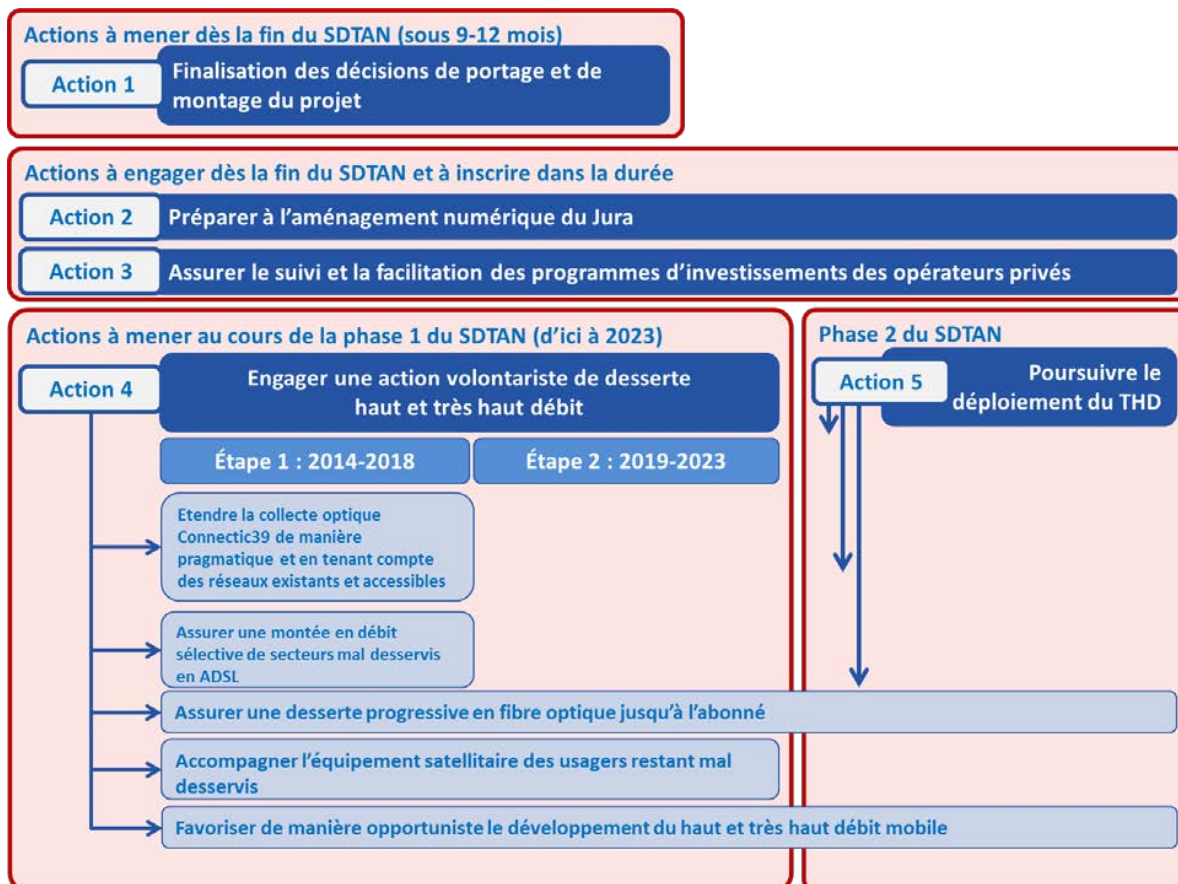 Actions à mener dès la fin du SDTAN (sous 9-12 mois)
Action 1
Finalisation des décisions de portage et de
montage du projet
Actions à engager dès la fin du SDTAN et à inscrire dans la durée
Action 2
Préparer à l’aménagement numérique du Jura
Action 3
Assurer le suivi et la facilitation des programmes d’investissements des opérateurs privés
Actions à mener au cours de la phase 1 du SDTAN (d’ici à 2023)
Action 4
Engager une action volontariste de desserte
haut et très haut débit
Étape 1 : 2014-2018
Étape 2 : 2019-2023
Etendre la collecte optique
Connectic39 de manière
pragmatique et en tenant compte
des réseaux existants et accessibles
Assurer une montée en débit
sélective de secteurs mal desservis
en ADSL
Phase 2 du SDTAN
Action 5
Poursuivre le
déploiement du THD
Assurer une desserte progressive en fibre optique jusqu’à l’abonné
Accompagner l’équipement satellitaire des usagers restant mal
desservis
Favoriser de manière opportuniste le développement du haut et très haut débit mobile